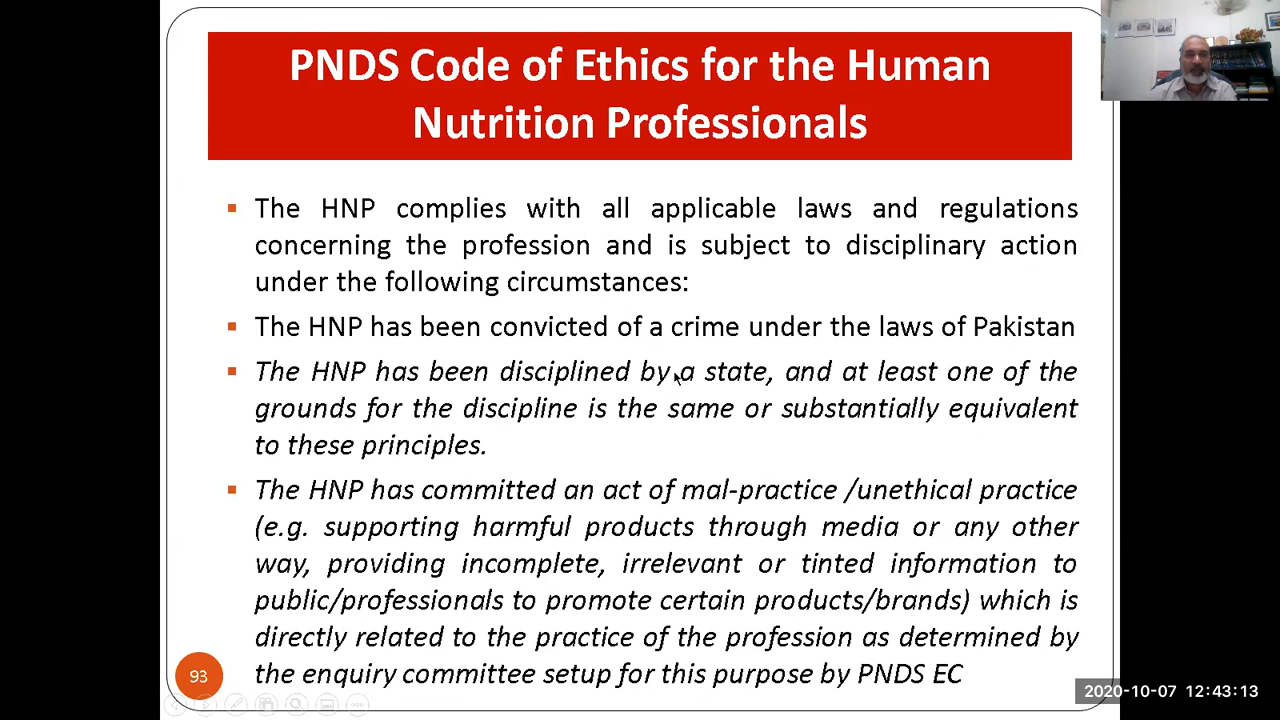 PNDS Code of Ethics for the Human
Nutrition Professionals
▪ The HNP complies with all applicable laws and regulations
concerning the profession and is subject to disciplinary action
under the following circumstances:
▪ The HNP has been convicted of a crime under the laws of Pakistan
▪ The HNP has been disciplined by a state, and at least one of the
grounds for the discipline is the same or substantially equivalent
to these principles.
▪ The HNP has committed an act of mal-practice /unethical practice
(e.g. supporting harmful products through media or any other
way, providing incomplete, irrelevant or tinted information to
public/professionals to promote certain products/brands) which is
directly related to the practice of the profession as determined by
the enquiry committee setup for this purpose by PNDS EC
93
2020-10-07 12:43:13